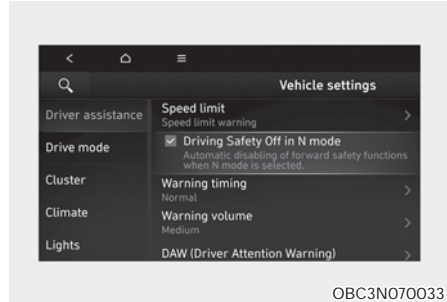 Vehicle settings
Driver assistance
Drive mode
Cluster
Climate
Lights
Speed limit
Speed limit warning
Driving Safety Off in N mode
Automatic disabling of forward safety functions
when N mode is selected.
Warning timing
Normal
Warning volume
Medium
DAW (Driver Attention Warning)
OBC3N070033